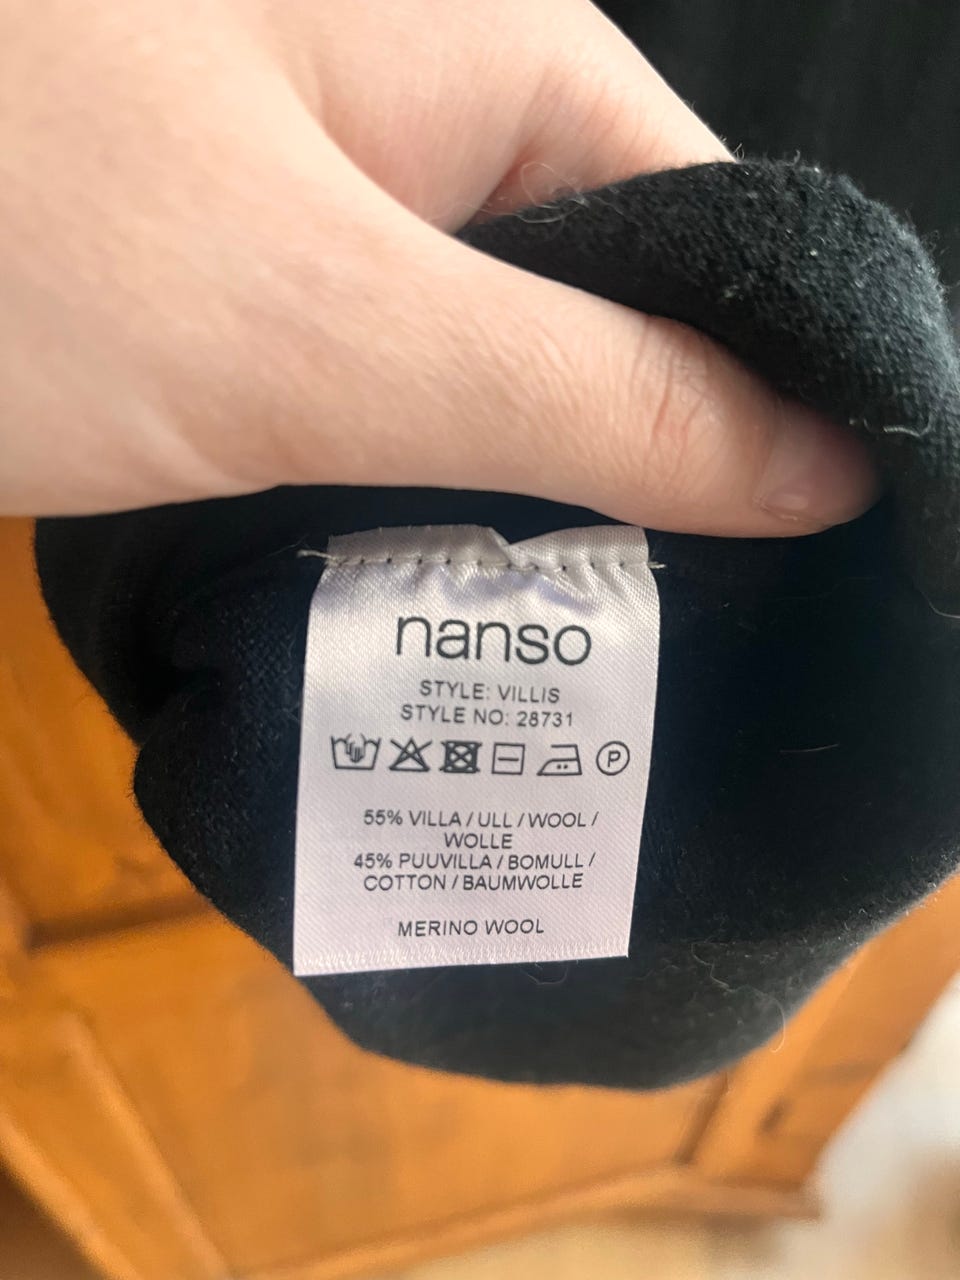 nanso
STYLE: VILLIS
STYLE NO: 28731
P
55% VILLA / ULL / WOOL /
WOLLE
45% PUUVILLA / BOMULL /
COTTON / BAUMWOLLE
MERINO WOOL